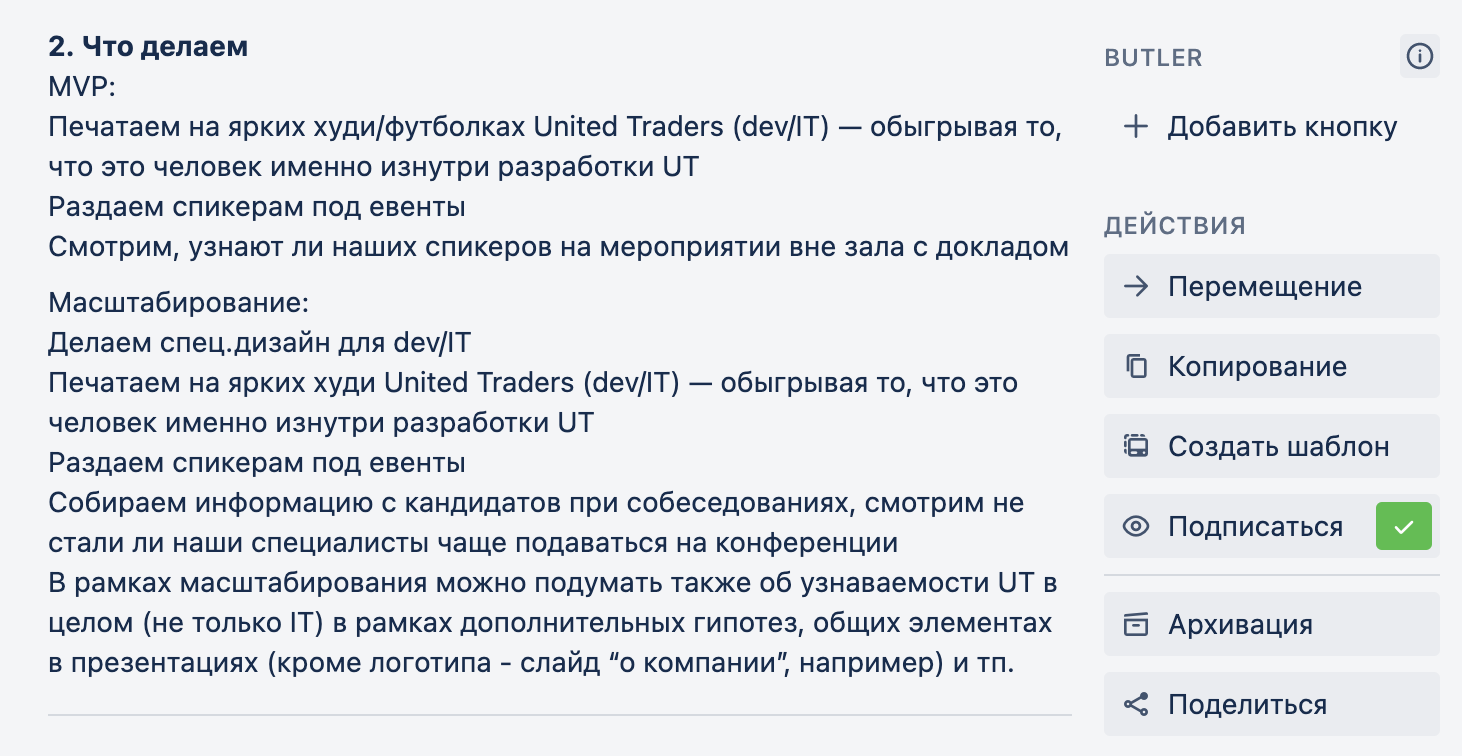 2. Что делаем
MVP:
Печатаем на ярких худи/футболках United Traders (dev/IT) — обыгрывая то,
что это человек именно изнутри разработки UT
Раздаем спикерам под евенты
Смотрим, узнают ли наших спикеров на мероприятии вне зала с докладом
Масштабирование:
Делаем спец.дизайн для dev/IT
Печатаем на ярких худи United Traders (dev/IT) — обыгрывая то, что это
человек именно изнутри разработки UT
Раздаем спикерам под евенты
Собираем информацию с кандидатов при собеседованиях, смотрим не
стали ли наши специалисты чаще подаваться на конференции
В рамках масштабирования можно подумать также об узнаваемости UT в
целом (не только IT) в рамках дополнительных гипотез, общих элементах
в презентациях (кроме логотипа - слайд “о компании”, например) и тп.
BUTLER
Добавить кнопку
ДЕЙСТВИЯ
Перемещение
Копирование
Создать шаблон
Подписаться
Архивация
Поделиться